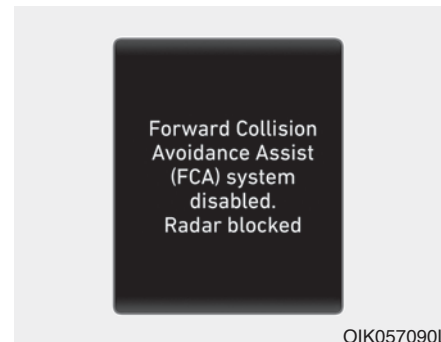 Forward Collision
Avoidance Assist
(FCA) system
disabled.
Radar blocked
OIK057090L